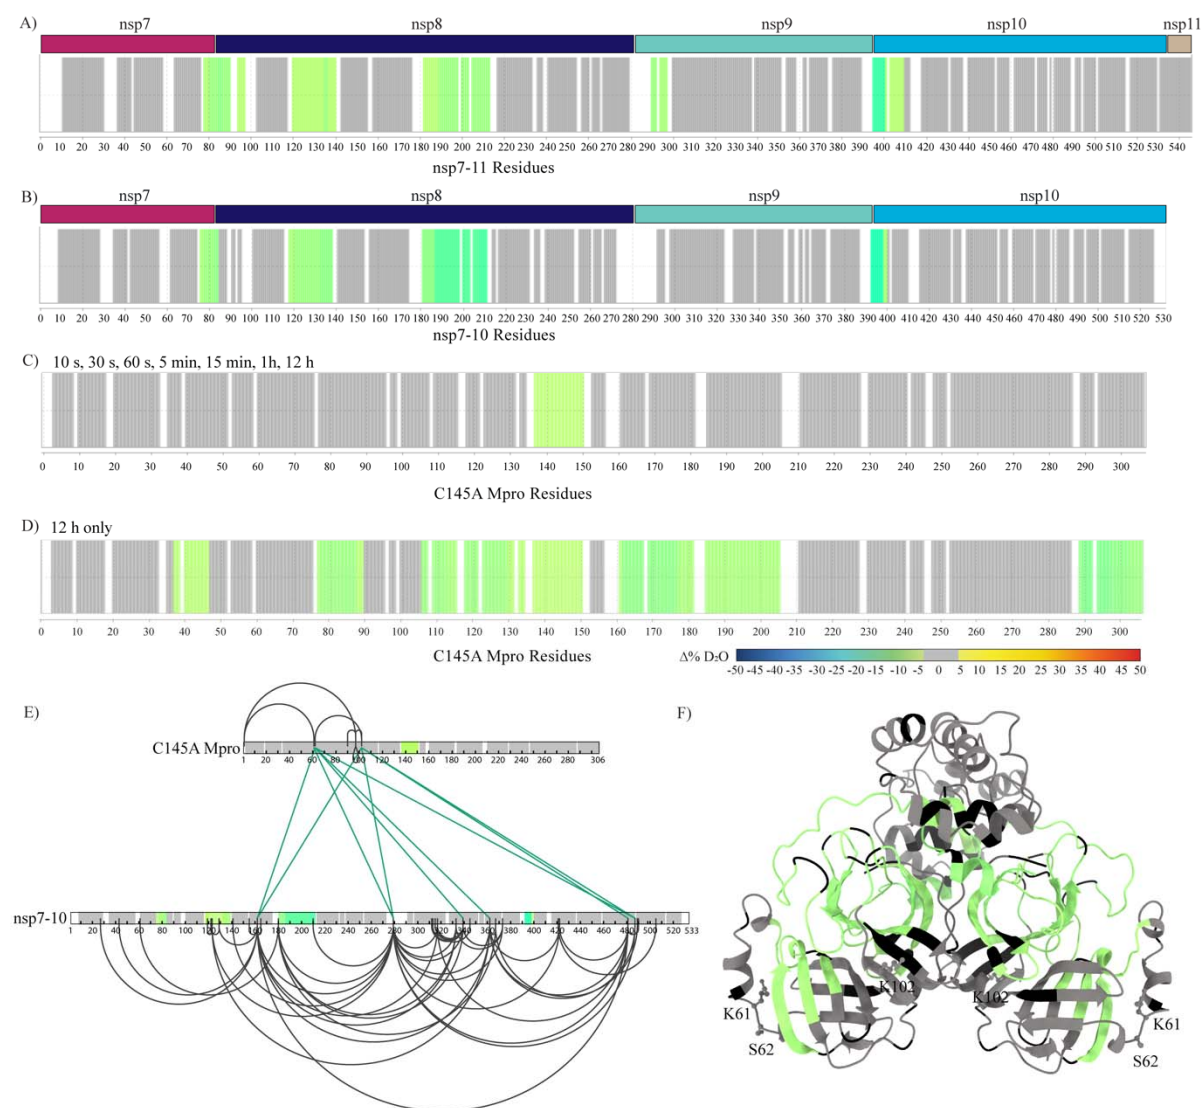 A)
nsp7 nsp8 nsp9 nsp10 nsp11
0 10 20 30 40 50 60 70 80 90 100 110 120 130 140 150 160 170 180 190 200 210 220 230 240 250 260 270 280 290 300 310 320 330 340 350 360 370 380 390 400 410 420 430 440 450 460 470 480 490 500 510 520 530 540
nsp7-11 Residues
B)
nsp7 nsp8 nsp9 nsp10
0 10 20 30 40 50 60 70 80 90 100 110 120 130 140 150 160 170 180 190 200 210 220 230 240 250 260 270 280 290 300 310 320 330 340 350 360 370 380 390 400 410 420 430 440 450 460 470 480 490 500 510 520 530
nsp7-10 Residues
C) 10 s, 30 s, 60 s, 5 min, 15 min, 1h, 12 h
0 10 20 30 40 50 60 70 80 90 100 110 120 130 140 150 160 170 180 190 200 210 220 230 240 250 260 270 280 290 300
C145A Mpro Residues
D) 12 h only
0 10 20 30 40 50 60 70 80 90 100 110 120 130 140 150 160 170 180 190 200 210 220 230 240 250 260 270 280 290 300
C145A Mpro Residues
Δ% D₂O
-50 -45 -35 -30 -25 -20 -15 -10 -5 0 5 10 15 20 25 30 35 40 45 50
E)
C145A Mpro
1 20 40 60 80 100 120 140 160 180 200 220 240 260 280 306
nsp7-10
1 20 40 60 80 100 120 140 160 180 200 220 240 260 280 300 320 340 360 380 400 420 440 460 480 500 520 533
F)
K102 K102
K61 K61
S62 S62